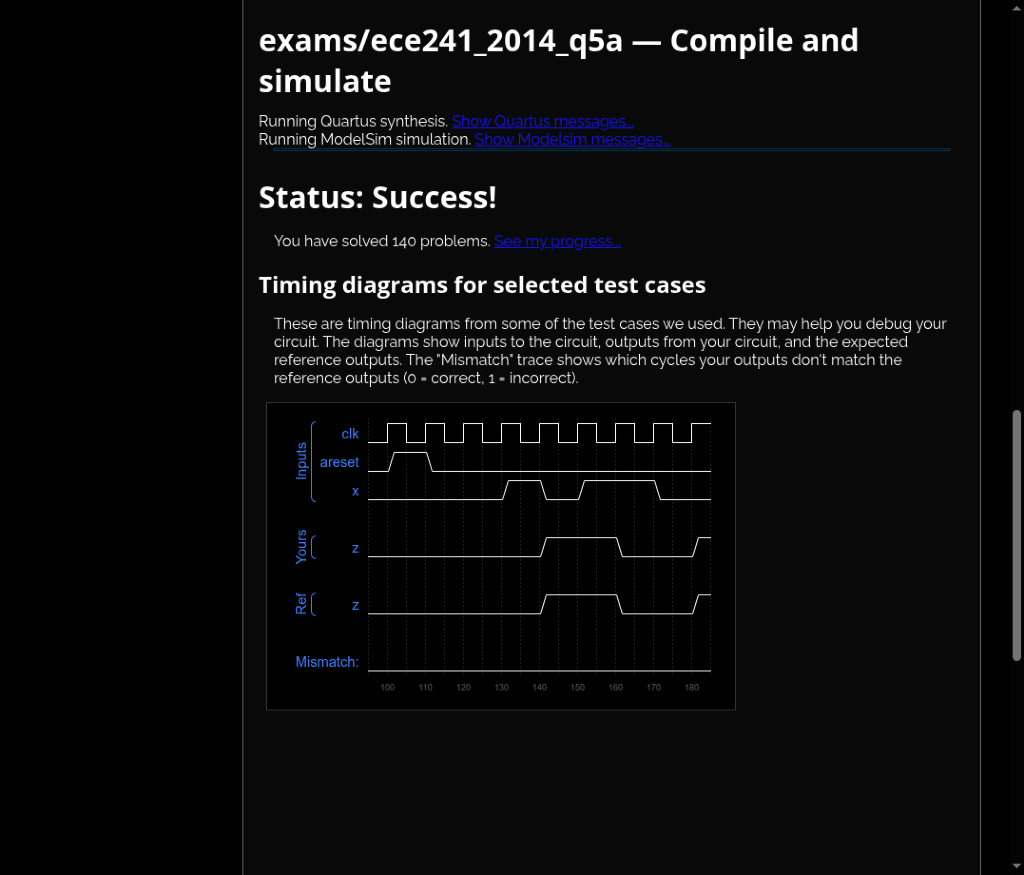 exams/ece241_2014_q5a — Compile and
simulate
Running Quartus synthesis. Show Quartus messages...
Running ModelSim simulation. Show Modelsim messages...
Status: Success!
You have solved 140 problems. See my progress...
Timing diagrams for selected test cases
These are timing diagrams from some of the test cases we used. They may help you debug your
circuit. The diagrams show inputs to the circuit, outputs from your circuit, and the expected
reference outputs. The "Mismatch" trace shows which cycles your outputs don't match the
reference outputs (0 = correct, 1 = incorrect).
Inputs
clk
areset
x
Yours
z
Ref
z
Mismatch:
100 110 120 130 140 150 160 170 180